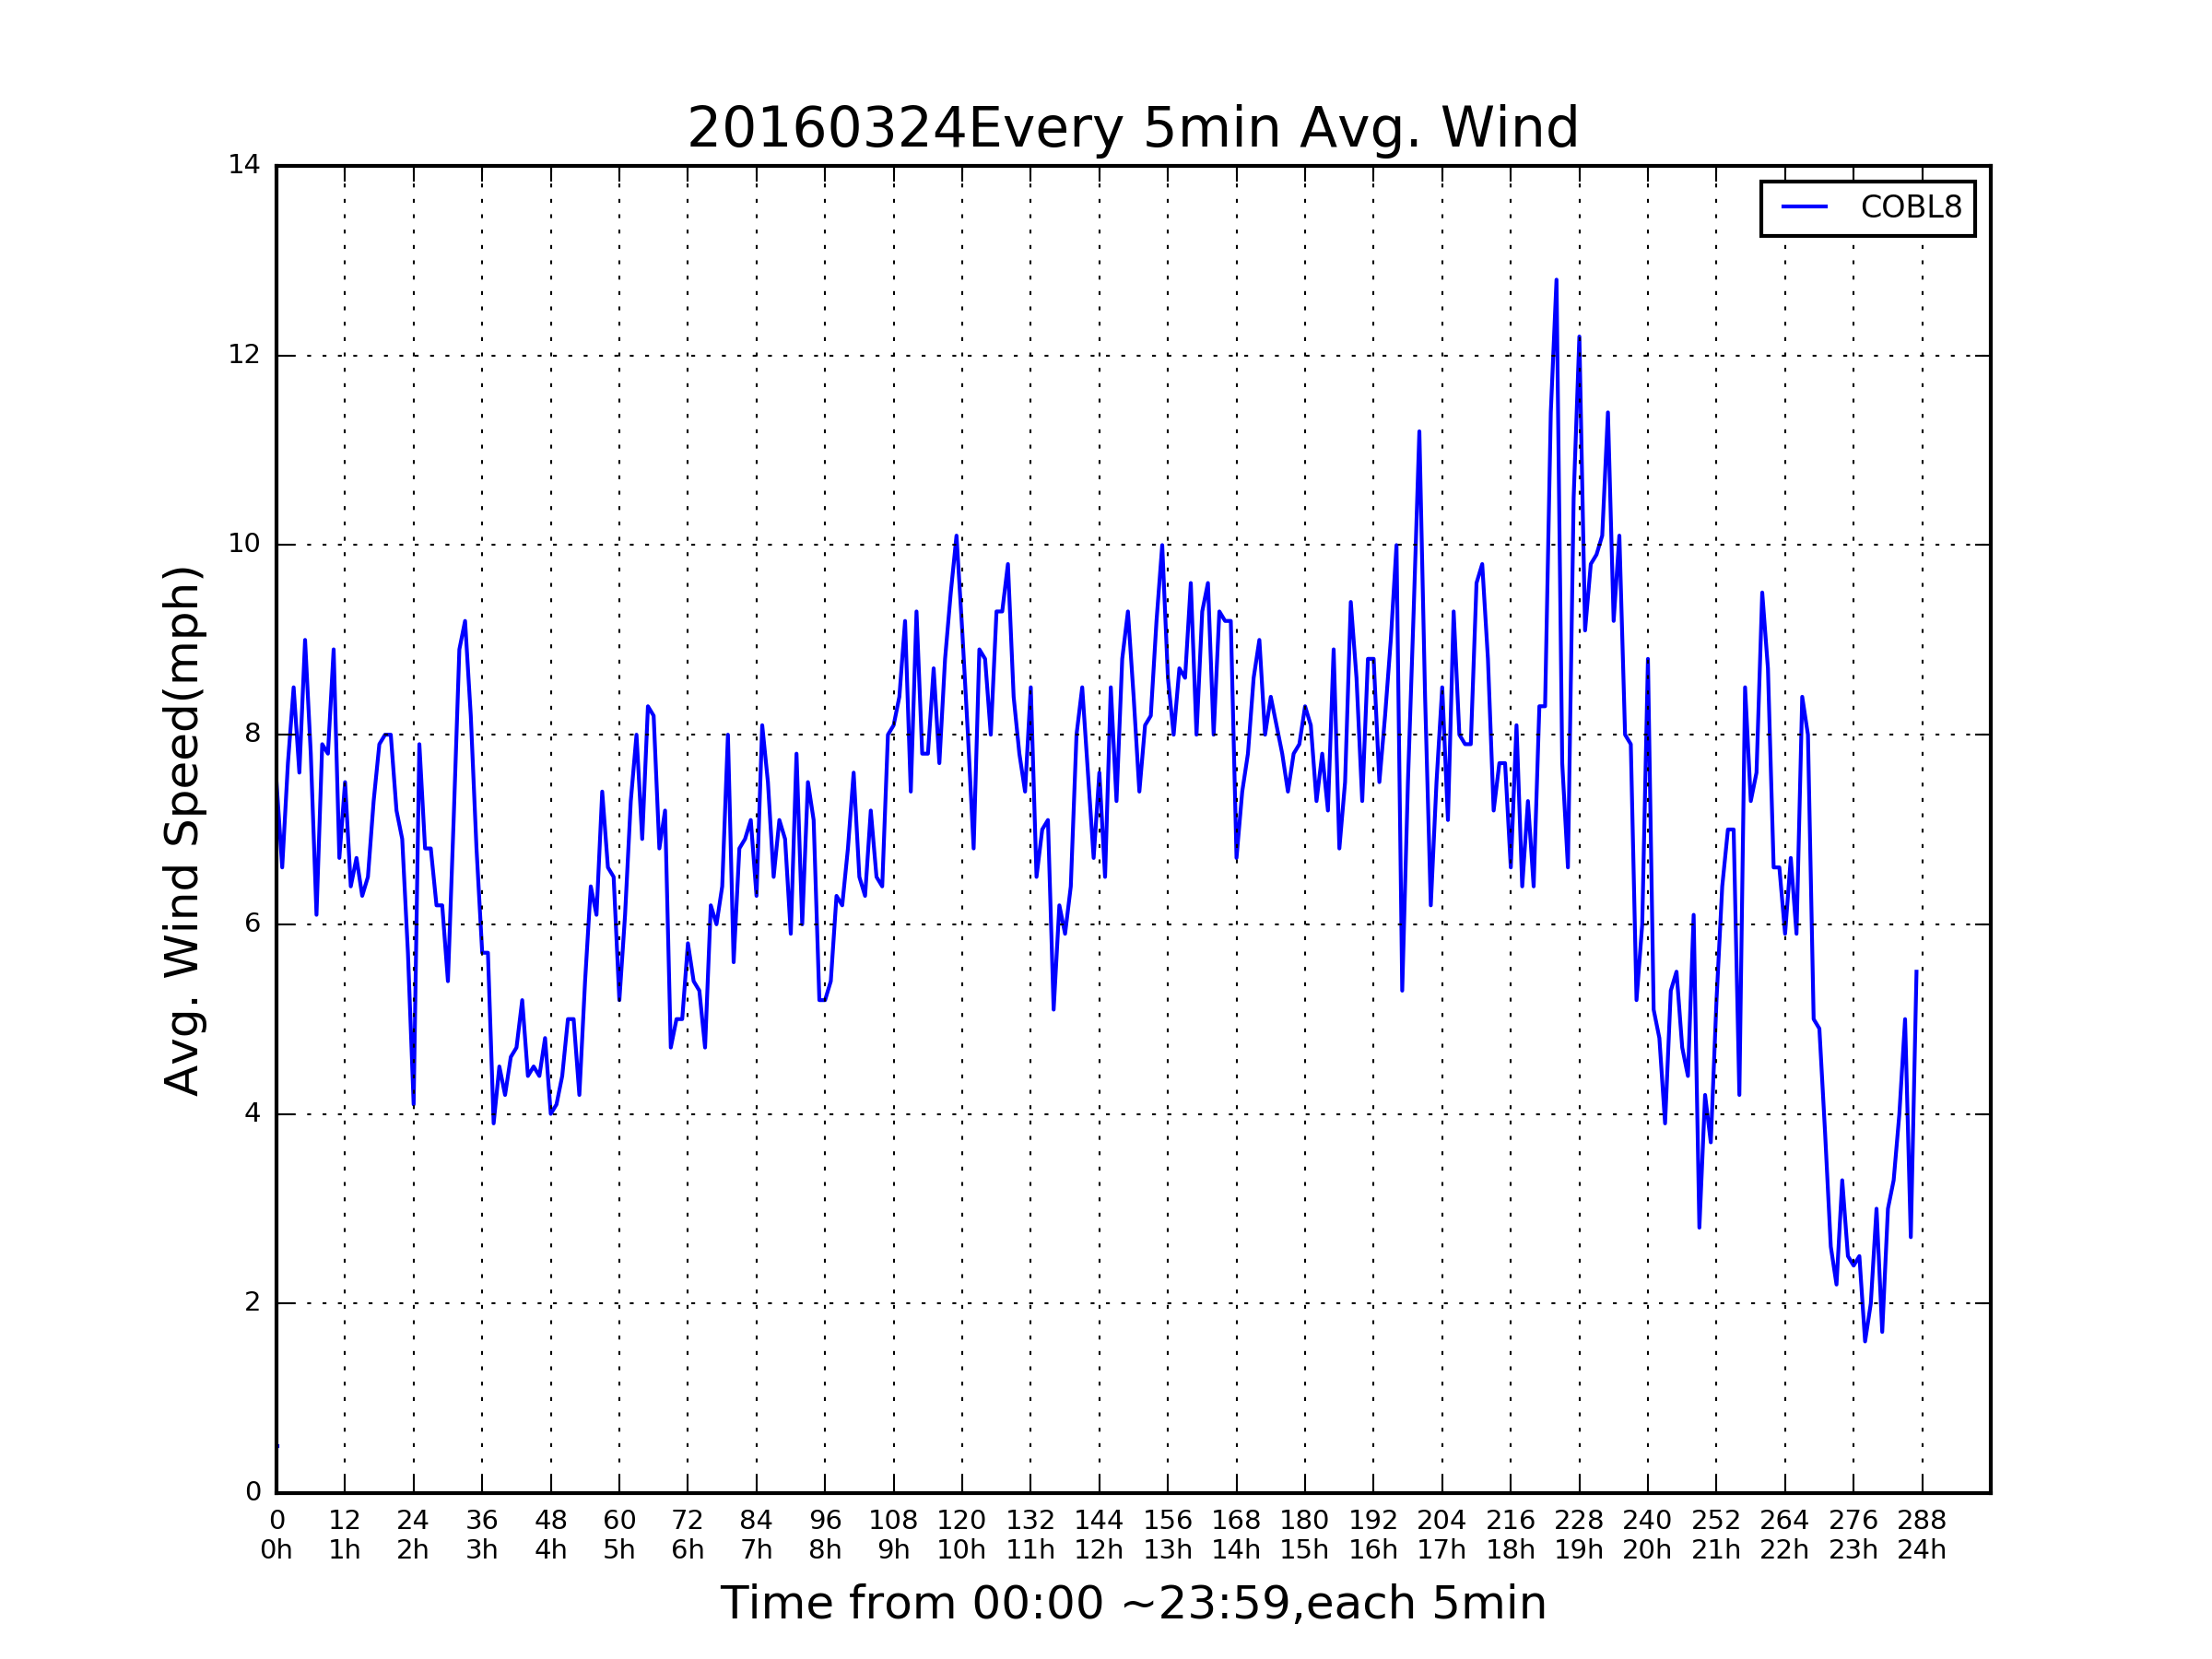 20160324Every 5min Avg. Wind
COBL8
Avg. Wind Speed(mph)
14
12
10
8
6
4
2
0
0 12 24 36 48 60 72 84 96 108 120 132 144 156 168 180 192 204 216 228 240 252 264 276 288
0h 1h 2h 3h 4h 5h 6h 7h 8h 9h 10h 11h 12h 13h 14h 15h 16h 17h 18h 19h 20h 21h 22h 23h 24h
Time from 00:00 ~23:59,each 5min